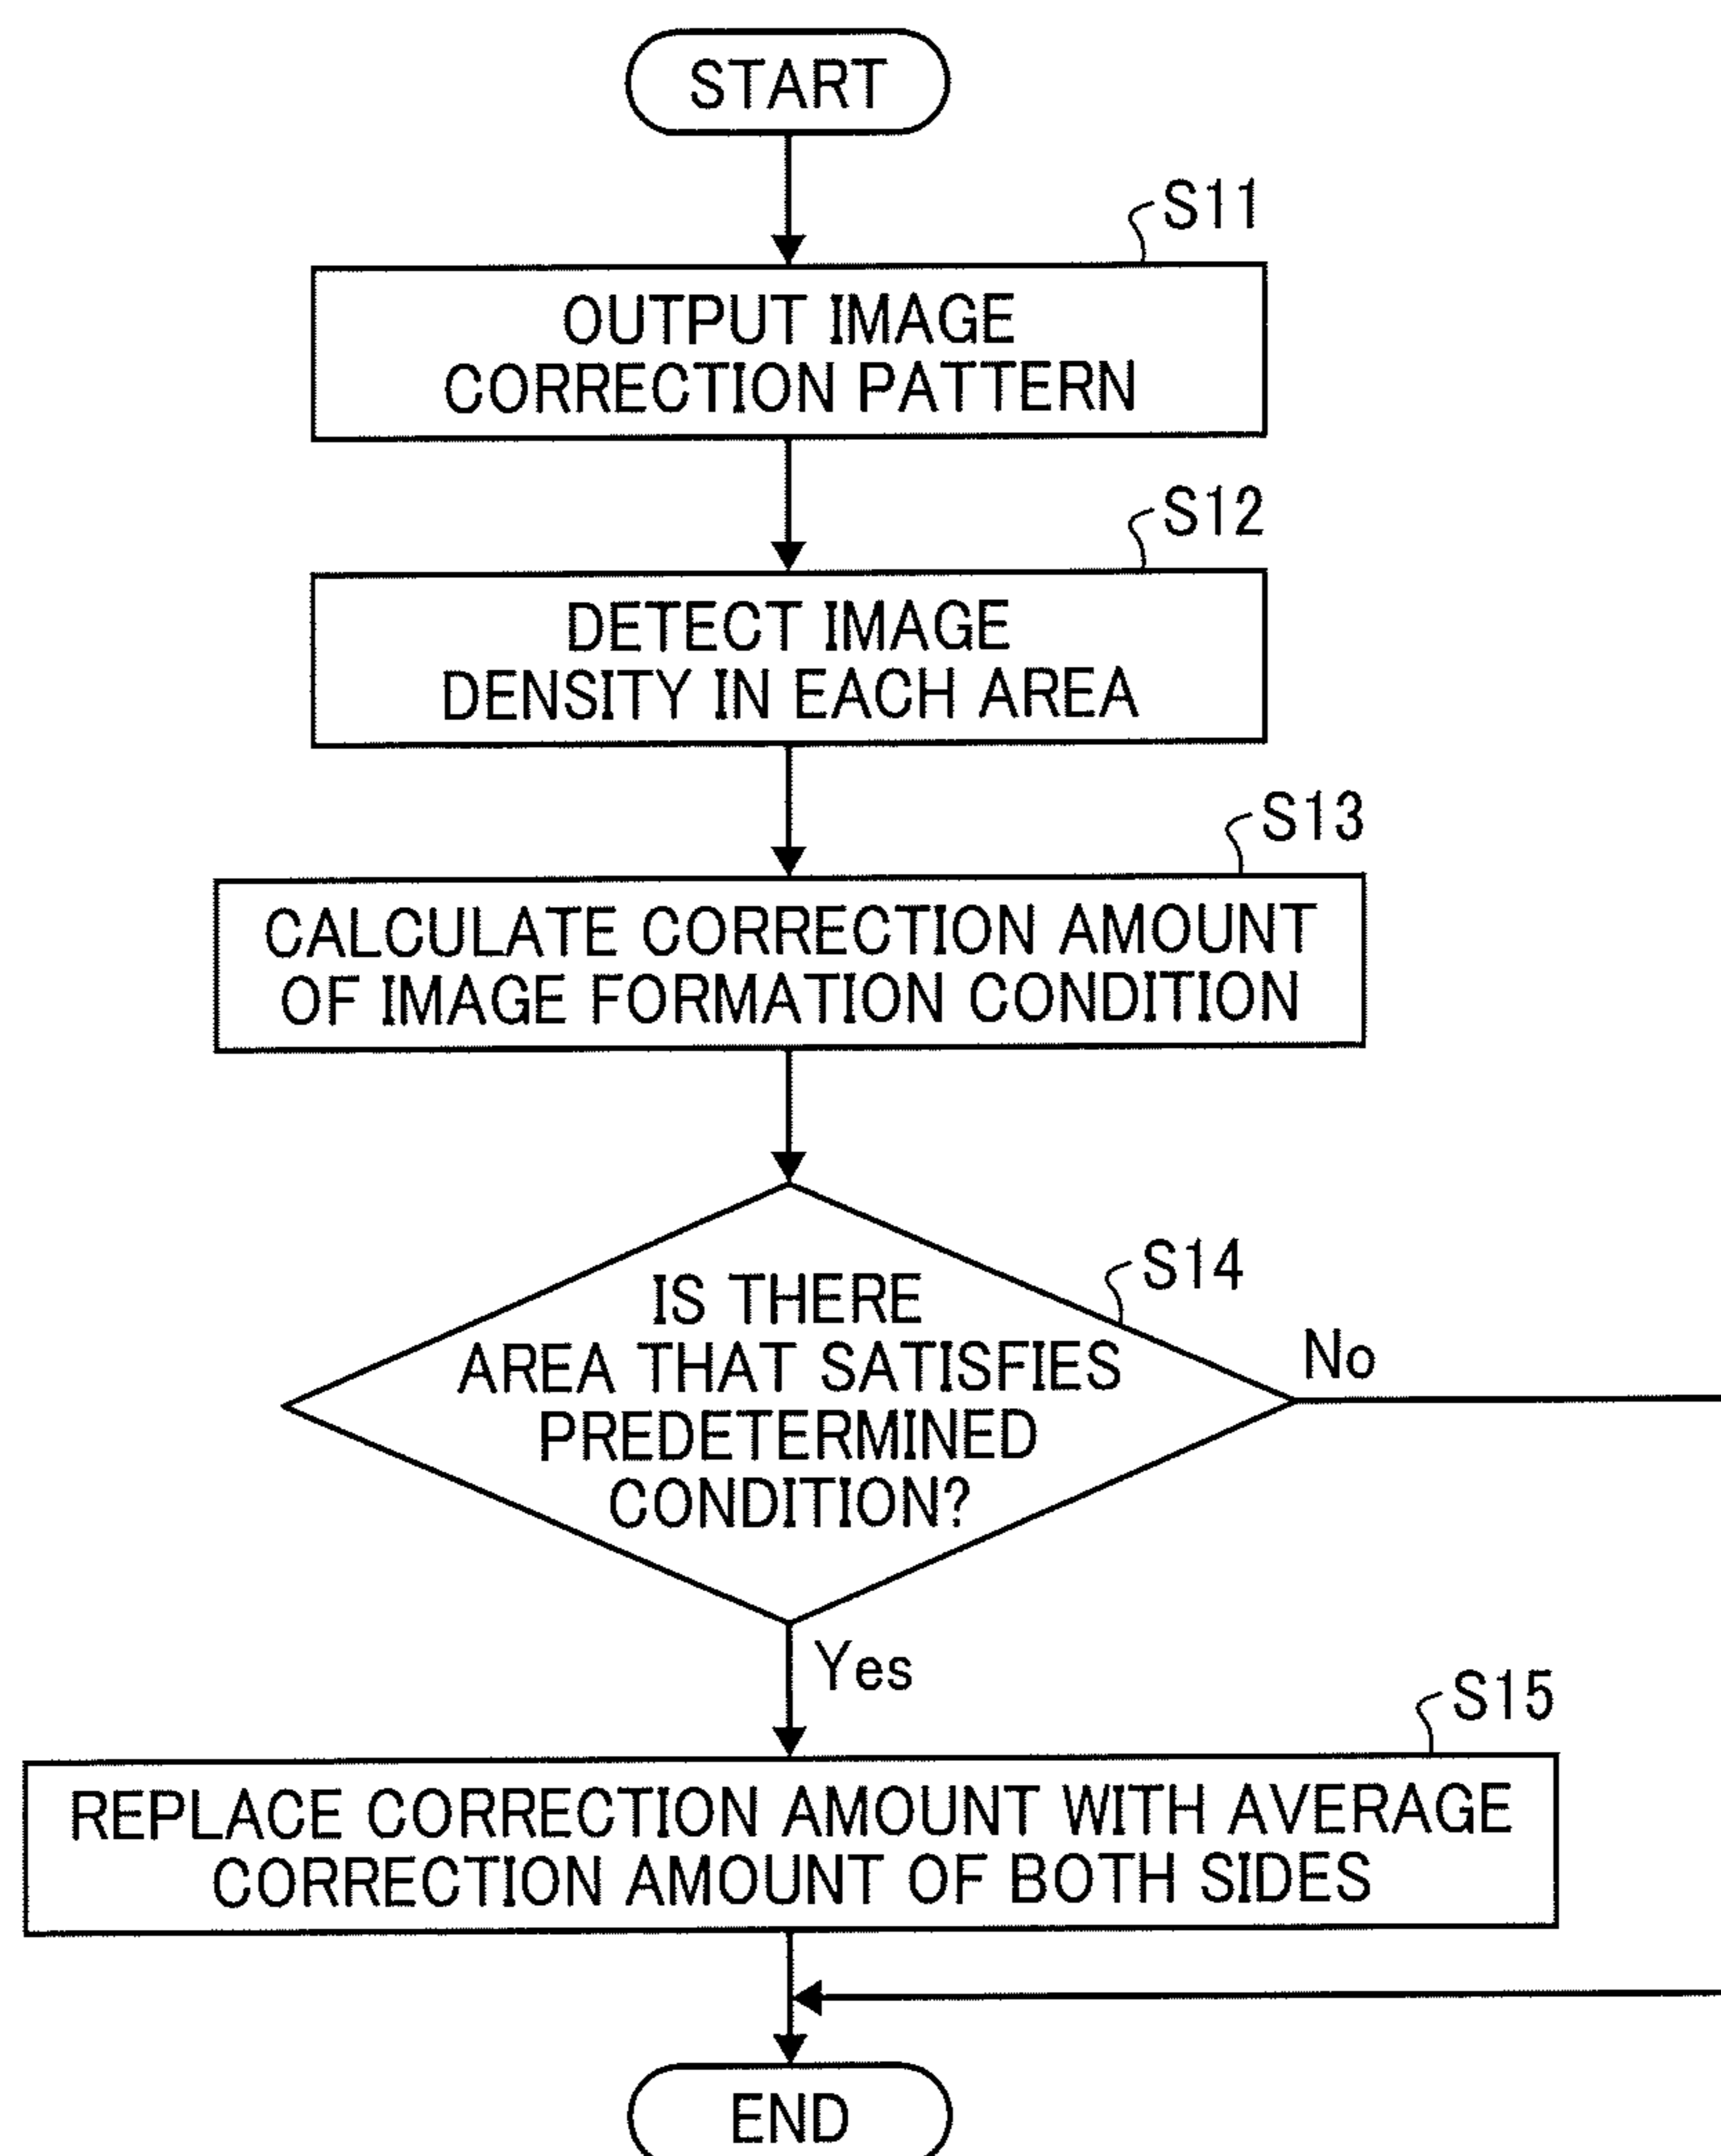 START
S11
OUTPUT IMAGE
CORRECTION PATTERN
S12
DETECT IMAGE
DENSITY IN EACH AREA
S13
CALCULATE CORRECTION AMOUNT
OF IMAGE FORMATION CONDITION
S14
IS THERE
AREA THAT SATISFIES
PREDETERMINED
CONDITION?
No
Yes
S15
REPLACE CORRECTION AMOUNT WITH AVERAGE
CORRECTION AMOUNT OF BOTH SIDES
END